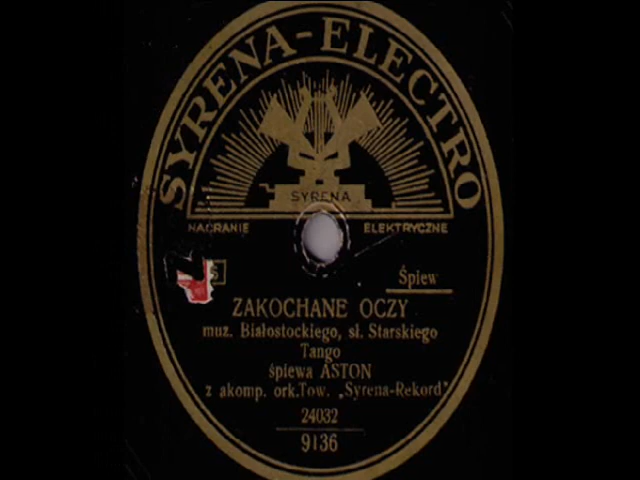 SYRENA-ELECTRO
SYRENA
NAGRANIE ELEKTRYCZNE
S
Śpiew
ZAKOCHANE OCZY
muz. Białostockiego, sł. Starskiego
Tango
śpiewa ASTON
z akomp. ork.Tow. „Syrena-Rekord"
24032
9136